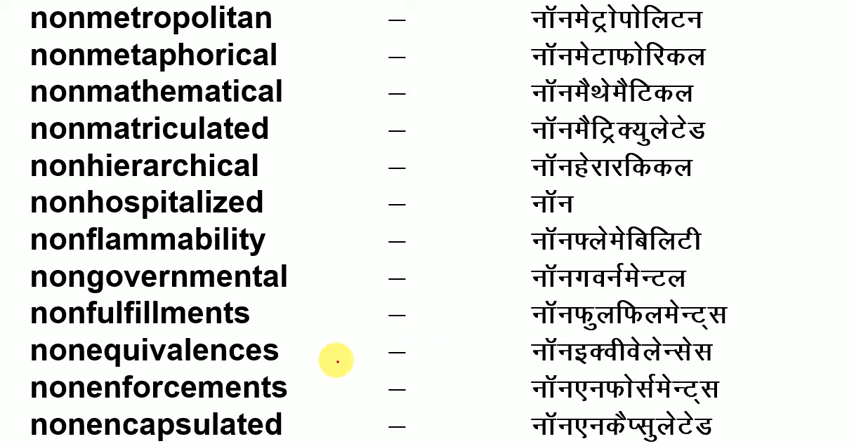 nonmetropolitan – नॉनमेट्रोपोलिटन
nonmetaphorical – नॉनमेटाफोरिकल
nonmathematical – नॉनमैथेमैटिकल
nonmatriculated – नॉनमैट्रिक्युलेटेड
nonhierarchical – नॉनहेरारकिकल
nonhospitalized – नॉन
nonflammability – नॉनफ्लेमेबिलिटी
nongovernmental – नॉनगवर्नमेन्टल
nonfulfillments – नॉनफुलफिलमेन्ट्स
nonequivalences – नॉनइक्वीवेलेन्सेस
nonenforcements – नॉनएनफोर्समेन्ट्स
nonencapsulated – नॉनएनकैप्सुलेटेड